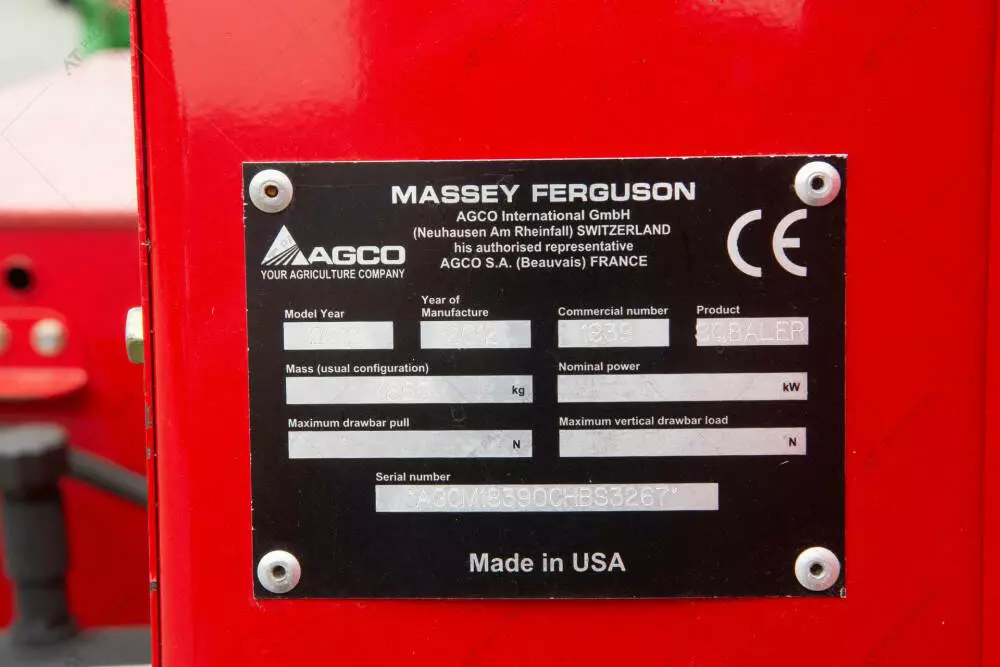 MASSEY FERGUSON
AGCO International GmbH
(Neuhausen Am Rheinfall) SWITZERLAND
his authorised representative
AGCO S.A. (Beauvais) FRANCE
AGCO
YOUR AGRICULTURE COMPANY
CE
Model Year
Year of
Manufacture
Commercial number
Product
2012
1839
SQBALER
Mass (usual configuration)
Nominal power
kg
kW
Maximum drawbar pull
Maximum vertical drawbar load
N
N
Serial number
*AGCM18390CHBS3267*
Made in USA